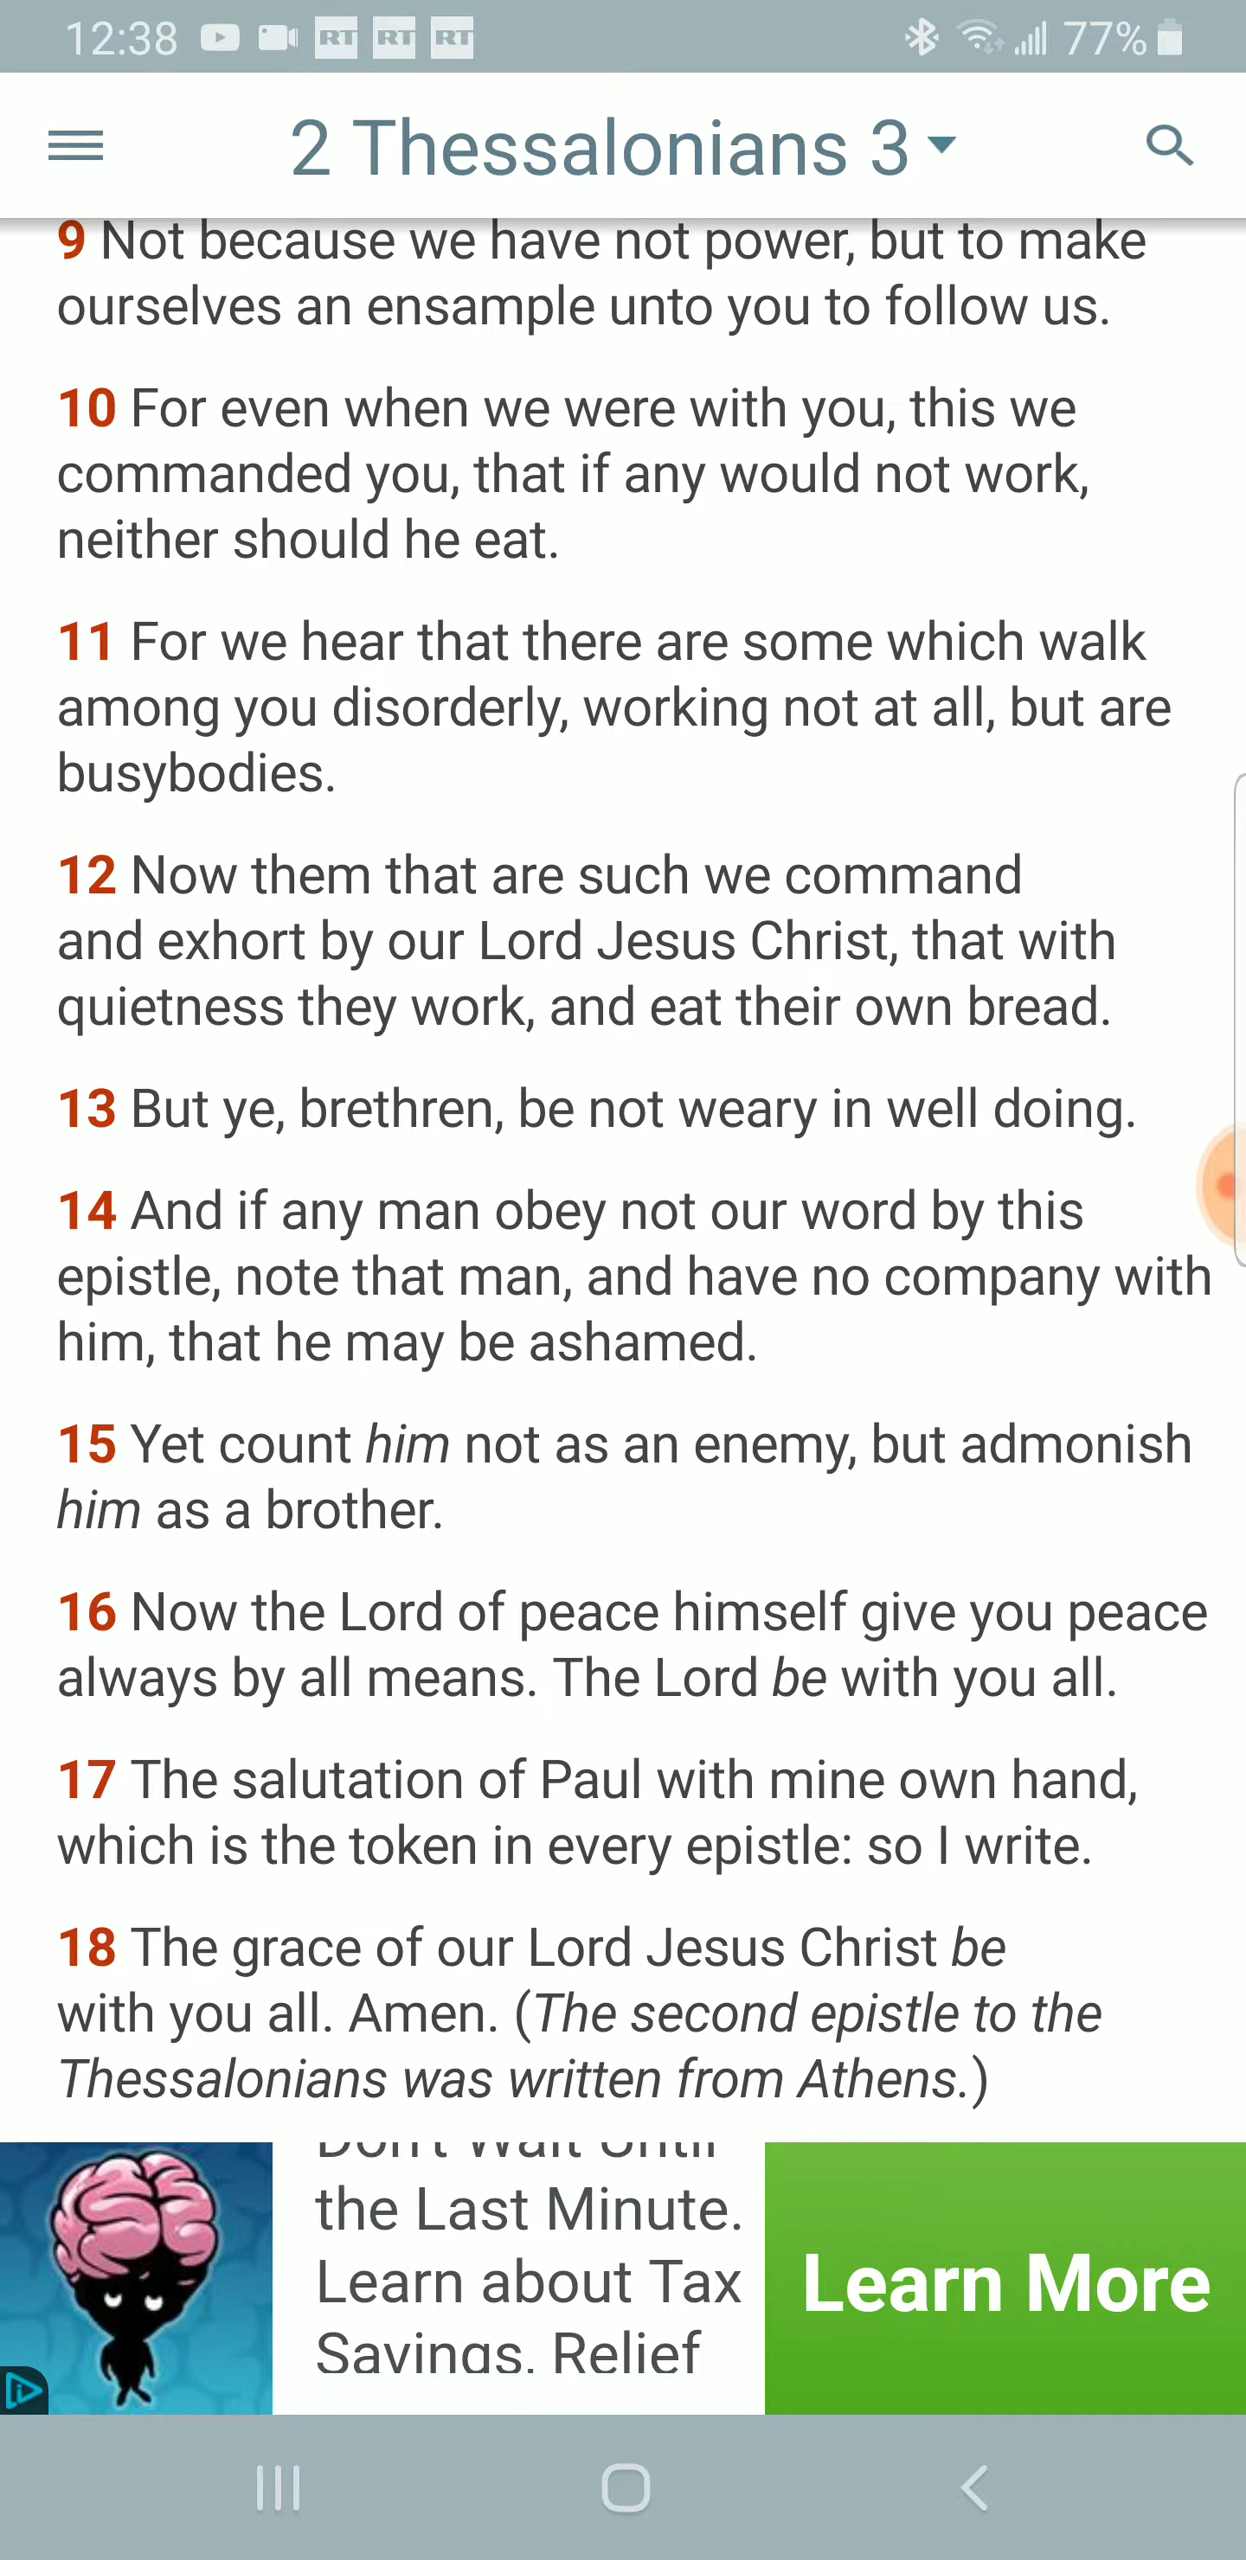 12:38 RT RT RT 77%
2 Thessalonians 3
9 Not because we have not power, but to make
ourselves an ensample unto you to follow us.
10 For even when we were with you, this we
commanded you, that if any would not work,
neither should he eat.
11 For we hear that there are some which walk
among you disorderly, working not at all, but are
busybodies.
12 Now them that are such we command
and exhort by our Lord Jesus Christ, that with
quietness they work, and eat their own bread.
13 But ye, brethren, be not weary in well doing.
14 And if any man obey not our word by this
epistle, note that man, and have no company with
him, that he may be ashamed.
15 Yet count him not as an enemy, but admonish
him as a brother.
16 Now the Lord of peace himself give you peace
always by all means. The Lord be with you all.
17 The salutation of Paul with mine own hand,
which is the token in every epistle: so I write.
18 The grace of our Lord Jesus Christ be
with you all. Amen. (The second epistle to the
Thessalonians was written from Athens.)
Don't Wait Until
the Last Minute.
Learn about Tax
Savings. Relief
Learn More